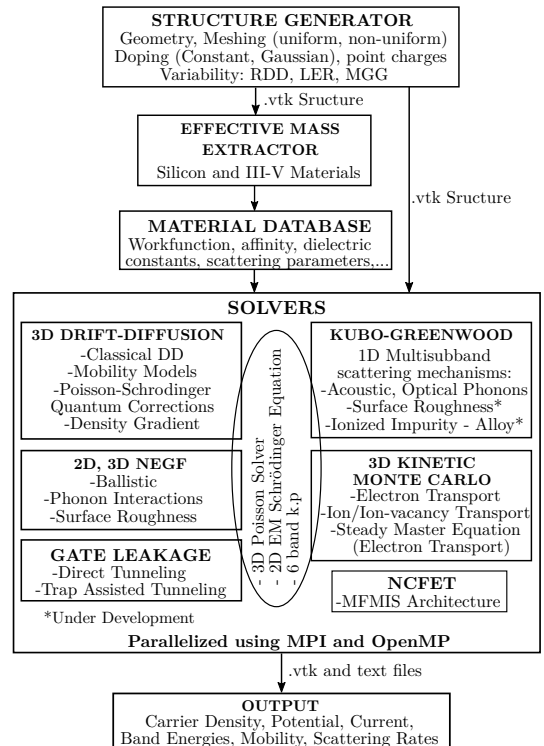 STRUCTURE GENERATOR
Geometry, Meshing (uniform, non-uniform)
Doping (Constant, Gaussian), point charges
Variability: RDD, LER, MGG
.vtk Sructure
EFFECTIVE MASS
EXTRACTOR
Silicon and III-V Materials
.vtk Sructure
MATERIAL DATABASE
Workfunction, affinity, dielectric
constants, scattering parameters,...
SOLVERS
3D DRIFT-DIFFUSION
-Classical DD
-Mobility Models
-Poisson-Schrodinger
Quantum Corrections
-Density Gradient
2D, 3D NEGF
-Ballistic
-Phonon Interactions
-Surface Roughness
GATE LEAKAGE
-Direct Tunneling
-Trap Assisted Tunneling
*Under Development
- 3D Poisson Solver
- 2D EM Schrödinger Equation
- 6 band k.p
KUBO-GREENWOOD
1D Multisubband
scattering mechanisms:
-Acoustic, Optical Phonons
-Surface Roughness*
-Ionized Impurity - Alloy*
3D KINETIC
MONTE CARLO
-Electron Transport
-Ion/Ion-vacancy Transport
-Steady Master Equation
(Electron Transport)
NCFET
-MFMIS Architecture
Parallelized using MPI and OpenMP
.vtk and text files
OUTPUT
Carrier Density, Potential, Current,
Band Energies, Mobility, Scattering Rates